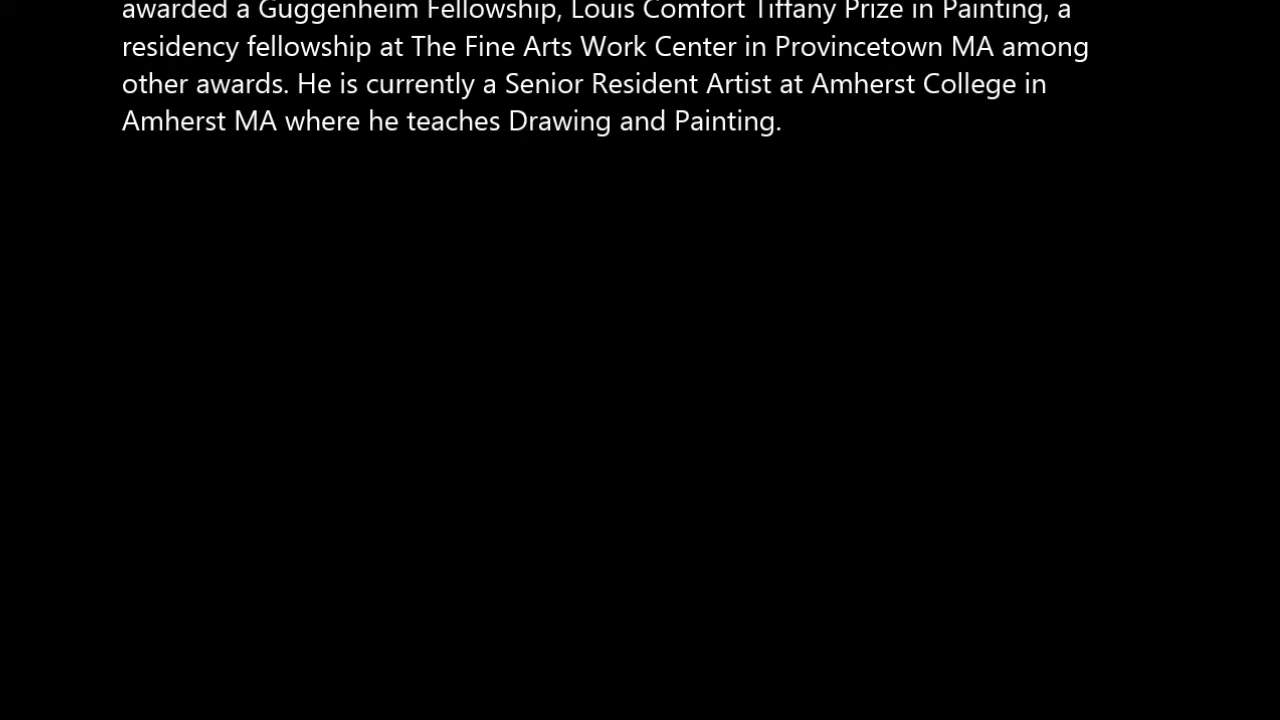 awarded a Guggenheim Fellowship, Louis Comfort Tiffany Prize in Painting, a
residency fellowship at The Fine Arts Work Center in Provincetown MA among
other awards. He is currently a Senior Resident Artist at Amherst College in
Amherst MA where he teaches Drawing and Painting.